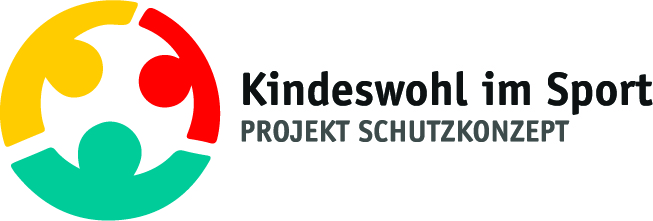 Kindeswohl im Sport
PROJEKT SCHUTZKONZEPT